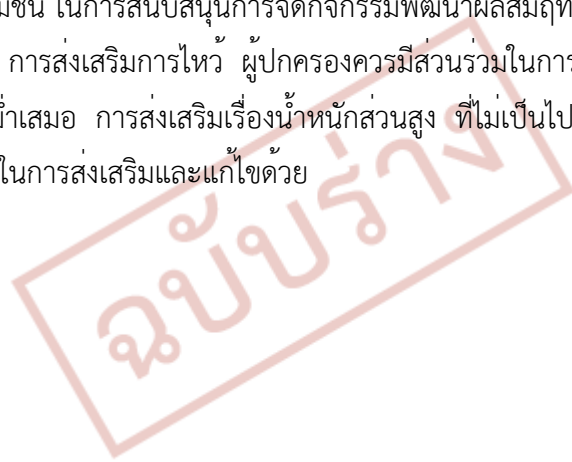 มชน ในการสนับสนุนการจัดกิจกรรมพัฒนาผลสัมฤท
การส่งเสริมการไหว้ ผู้ปกครองควรมีส่วนร่วมในการ
ม่ำเสมอ การส่งเสริมเรื่องน้ำหนักส่วนสูง ที่ไม่เป็นไป
ในการส่งเสริมและแก้ไขด้วย
ฉบับร่าง